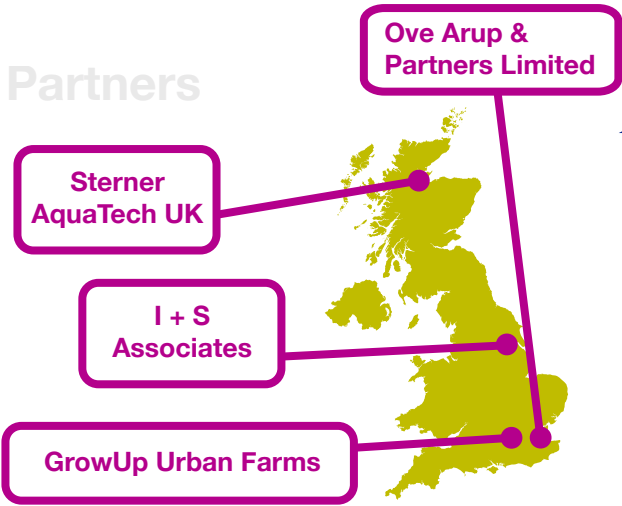 Ove Arup &
Partners Limited
Partners
Sterner
AquaTech UK
I + S
Associates
GrowUp Urban Farms